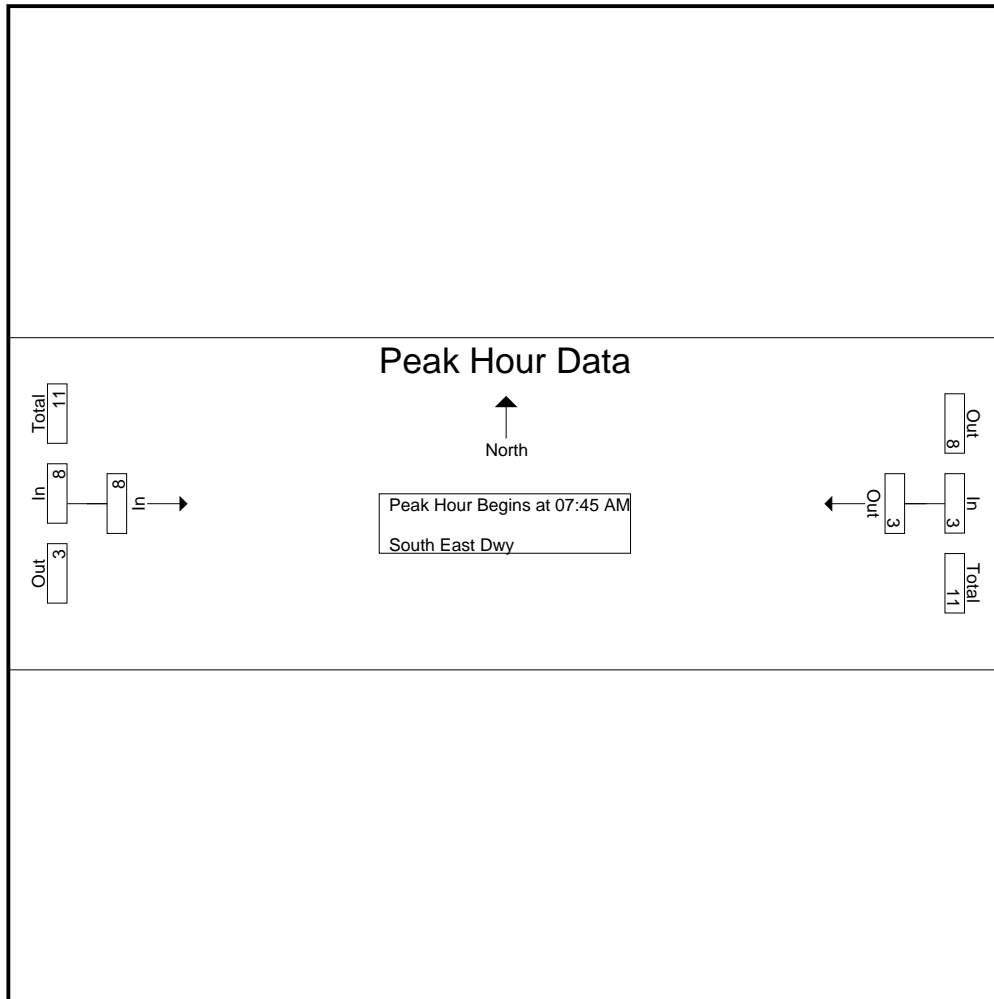 Peak Hour Data
North
Peak Hour Begins at 07:45 AM
South East Dwy
Total
11
In
8
Out
3
8
In
Out
3
Out
8
In
3
Total
11